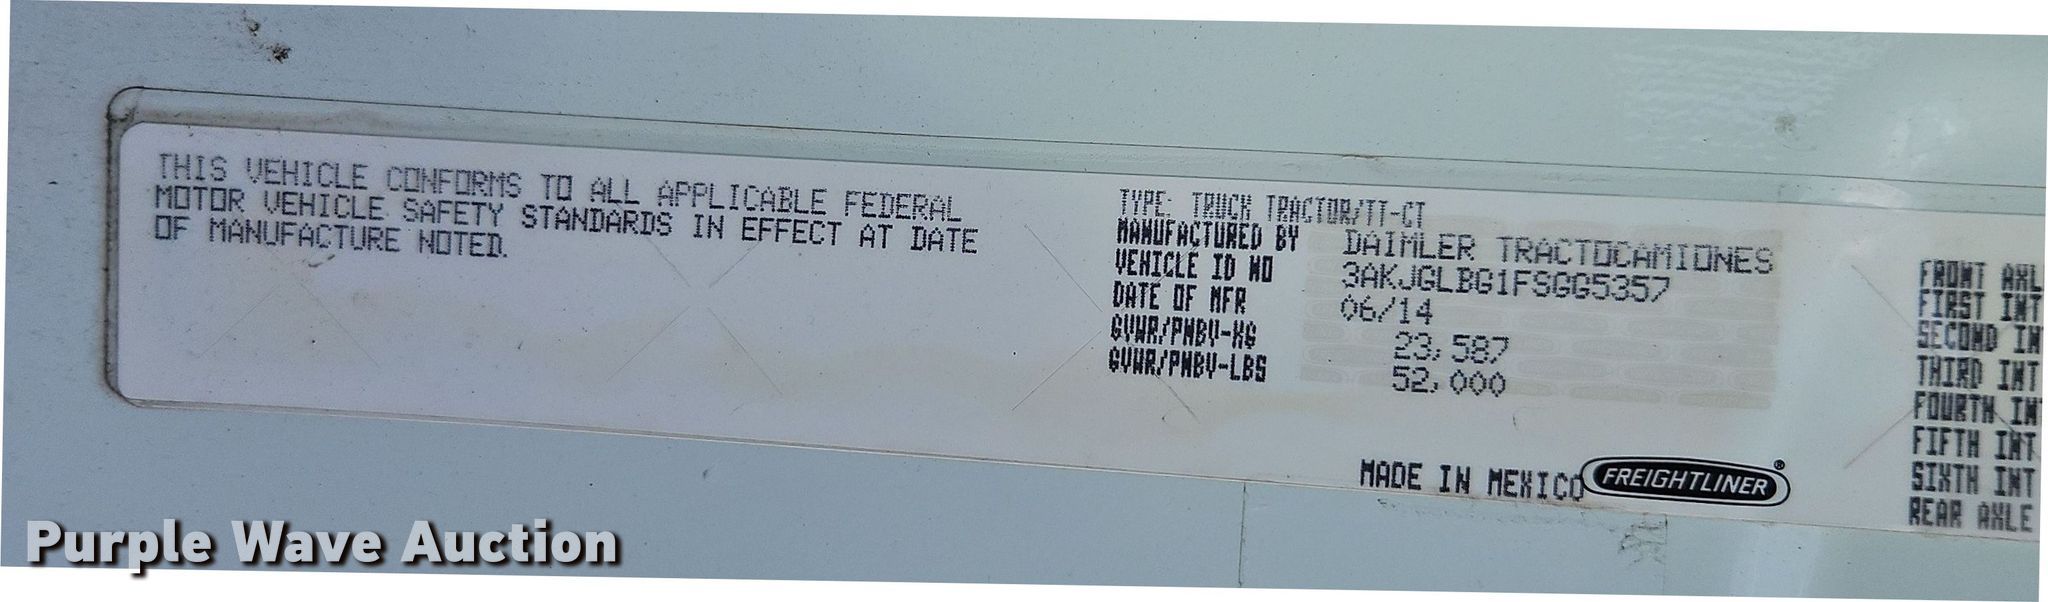 THIS VEHICLE CONFORMS TO ALL APPLICABLE FEDERAL
MOTOR VEHICLE SAFETY STANDARDS IN EFFECT AT DATE
OF MANUFACTURE NOTED.
TYPE: TRUCK TRACTOR/TT-CT
MANUFACTURED BY DAIMLER TRACTOCAMIONES
VEHICLE ID NO 3AKJGLBG1FSGG5357
DATE OF MFR 06/14
GVWR/PNBV-KG 23,587
GVWR/PNBV-LBS 52,000
MADE IN MEXICO FREIGHTLINER®
FRONT AXL
FIRST INT
SECOND IN
THIRD INT
FOURTH IN
FIFTH INT
SIXTH INT
REAR AXLE
Purple Wave Auction